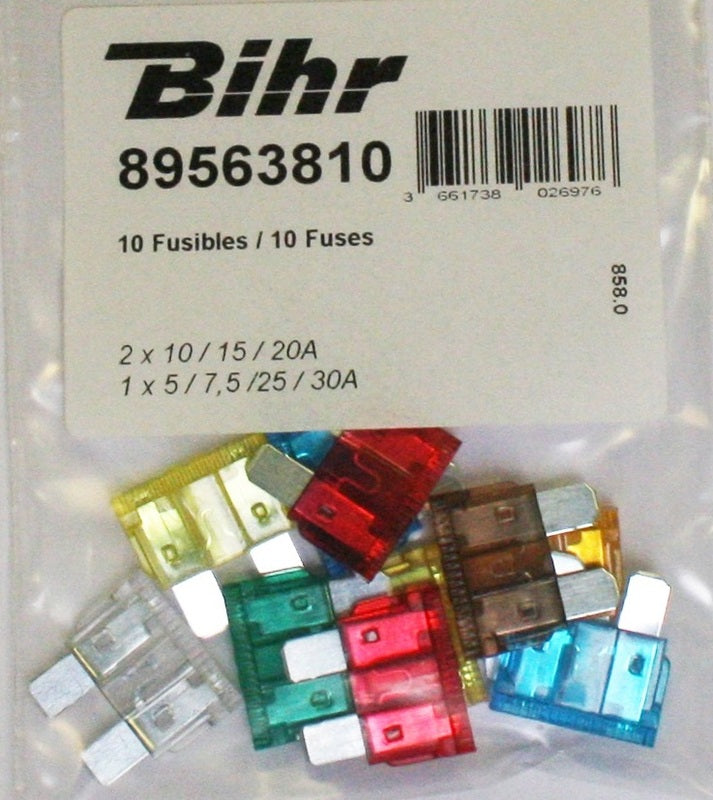 Bihr
89563810
3 661738 026976
10 Fusibles / 10 Fuses
858.0
2 x 10 / 15 / 20A
1 x 5 / 7,5 /25 / 30A